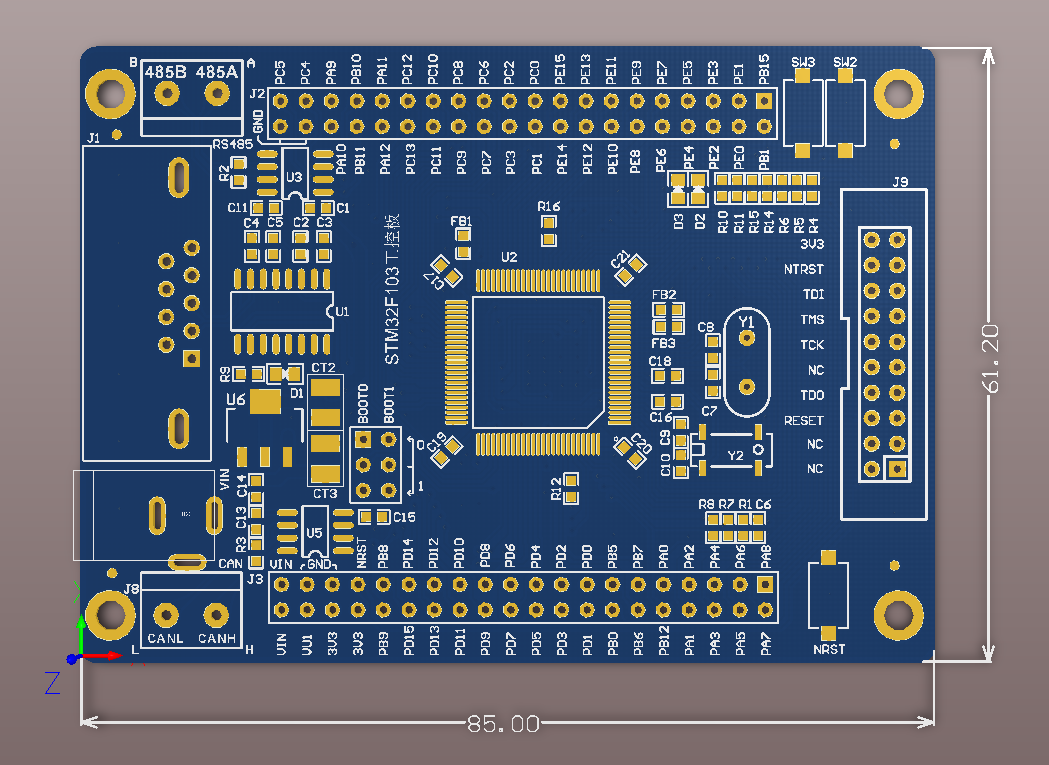 B 485B 485A A
SW3 SW2
PC5 PC4 PA9 PB10 PA11 PC12 PC10 PC8 PC6 PC2 PC0 PE15 PE13 PE11 PE9 PE7 PE5 PE3 PE1 PB15
J2
GND
J1
RS485
PA10 PB11 PA12 PC13 PC11 PC9 PC7 PC3 PC1 PE14 PE12 PE10 PE8 PE6 PE4 PE2 PE0 PB1
R2
U3
J9
C11 C1
C4 C5 C2 C3
FB1
R16
D3 D2 R10 R11 R15 R14 R6 R5 R4
3V3
NTRST
TDI
TMS
TCK
NC
TDO
RESET
NC
NC
U2
C17
C21
U1
STM32F103工控板
FB2
FB3
C8
Y1
C18
C16
C7
R9
D1
CT2
U6
BOOT0 BOOT1
0
1
C19
C20
C9
C10
Y2
VIN
CT3
C14
C13
R3
R12
C15
U5
R8 R7 R1 C6
CAN
J3
VIN GND NRST PB8 PD14 PD12 PD10 PD8 PD6 PD4 PD2 PD0 PB5 PB7 PA0 PA2 PA4 PA6 PA8
J8
CANL CANH
L H
VIN VU1 3V3 3V3 PB9 PD15 PD13 PD11 PD9 PD7 PD5 PD3 PD1 PB0 PB6 PB12 PA1 PA3 PA5 PA7
NRST
Z
61.20
85.00